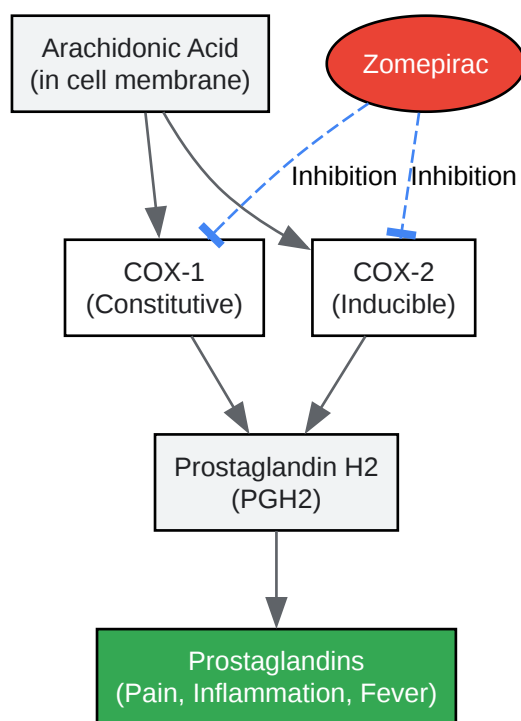 Arachidonic Acid
(in cell membrane)
Zomepirac
Inhibition
Inhibition
COX-1
(Constitutive)
COX-2
(Inducible)
Prostaglandin H2
(PGH2)
Prostaglandins
(Pain, Inflammation, Fever)